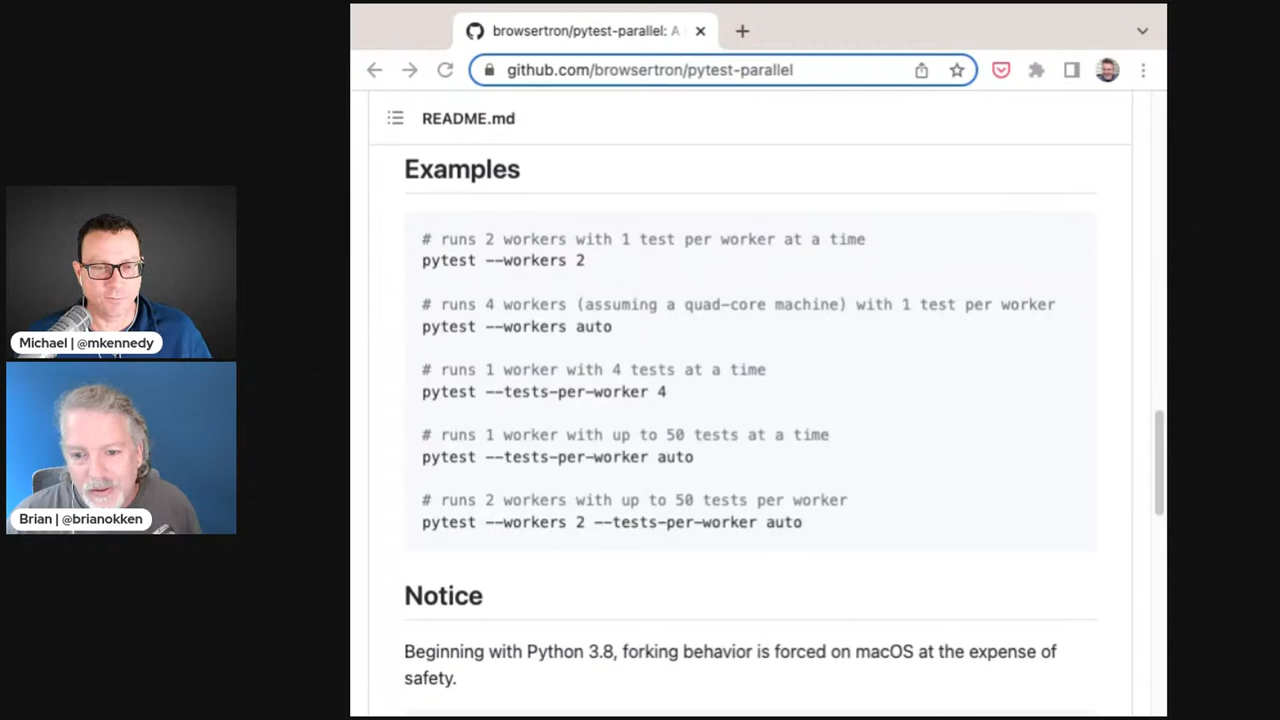 browsertron/pytest-parallel: A
github.com/browsertron/pytest-parallel
README.md
Examples
# runs 2 workers with 1 test per worker at a time
pytest --workers 2
# runs 4 workers (assuming a quad-core machine) with 1 test per worker
pytest --workers auto
# runs 1 worker with 4 tests at a time
pytest --tests-per-worker 4
# runs 1 worker with up to 50 tests at a time
pytest --tests-per-worker auto
# runs 2 workers with up to 50 tests per worker
pytest --workers 2 --tests-per-worker auto
Notice
Beginning with Python 3.8, forking behavior is forced on macOS at the expense of
safety.
Michael | @mkennedy
Brian | @brianokken